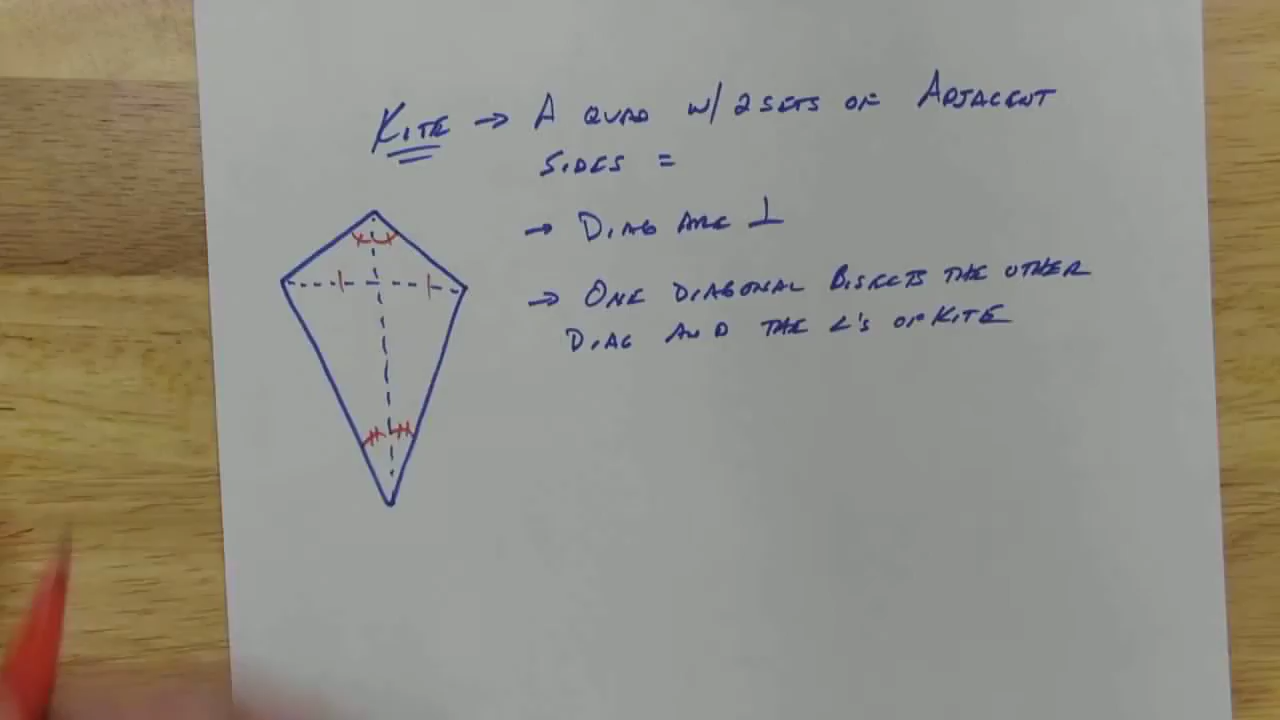 KITE → A QUAD W/ 2 SETS OF ADJACENT
SIDES =
→ DIAG ARE ⊥
→ ONE DIAGONAL BISECTS THE OTHER
DIAG AND THE ∠'S OF KITE